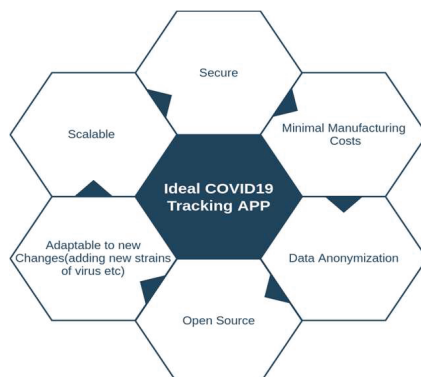 Secure
Scalable
Minimal Manufacturing
Costs
Ideal COVID19
Tracking APP
Adaptable to new
Changes(adding new strains
of virus etc)
Data Anonymization
Open Source